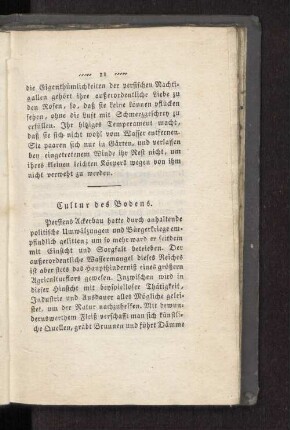 28
die Eigenthümlichkeiten der persischen Nachti-
gallen gehört ihre außerordentliche Liebe zu
den Rosen, so, daß sie keine können pflücken
sehen, ohne die Luft mit Schmerzgeschrey zu
erfüllen. Ihr hitziges Temperament macht,
daß sie sich nicht wohl vom Wasser entfernen.
Sie paaren sich nur in Gärten, und verlassen
bey eingetretenem Winde ihr Nest nicht, um
ihres kleinen leichten Körpers wegen von ihm
nicht verweht zu werden.
Cultur des Bodens.
Persiens Ackerbau hatte durch anhaltende
politische Umwälzungen und Bürgerkriege em-
pfindlich gelitten; um so mehr ward er seitdem
mit Einsicht und Sorgfalt betrieben. Der
außerordentliche Wassermangel dieses Reiches
ist aber stets das Haupthinderniß eines größern
Agricultureifers gewesen. Inzwischen wird in
dieser Hinsicht mit beyspielloser Thätigkeit,
Industrie und Ausdauer alles Mögliche gelei-
stet, um der Natur nachzuhelfen. Mit bewun-
dernswerthem Fleiß verschafft man sich künstli-
che Quellen, gräbt Brunnen und führt Dämme